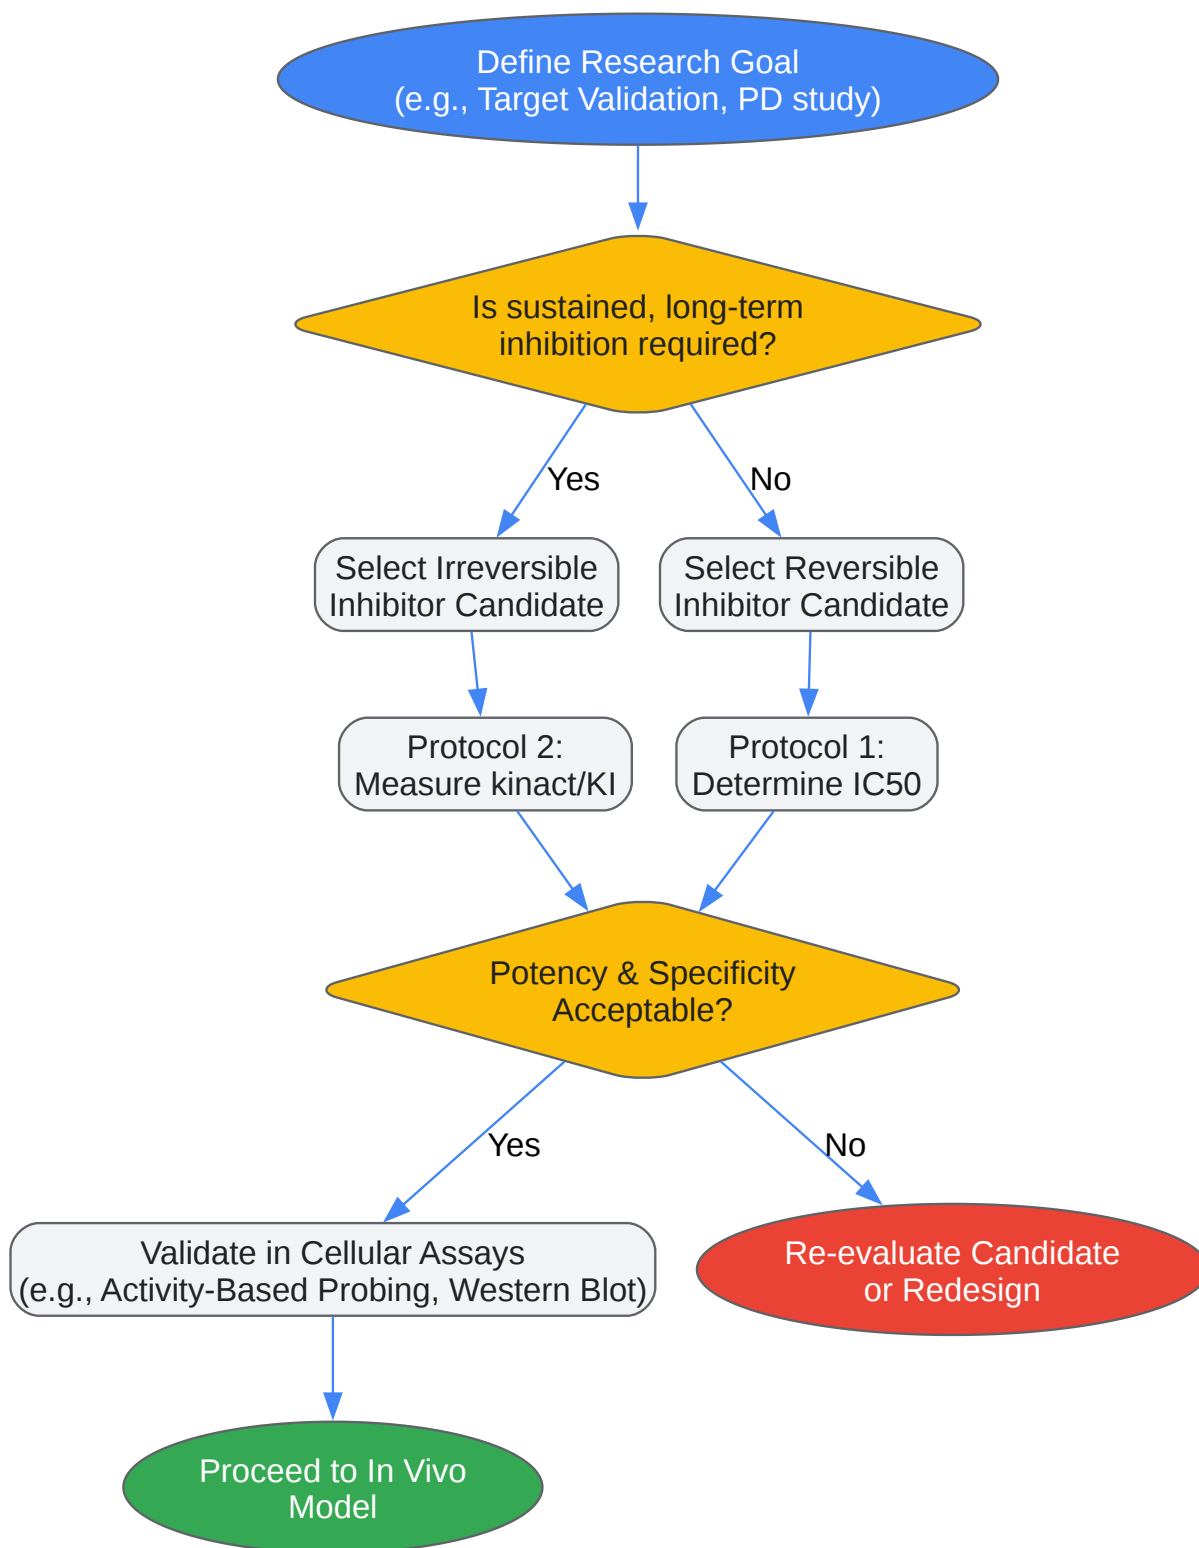 Define Research Goal
(e.g., Target Validation, PD study)
Is sustained, long-term
inhibition required?
Yes
No
Select Irreversible
Inhibitor Candidate
Select Reversible
Inhibitor Candidate
Protocol 2:
Measure kinact/KI
Protocol 1:
Determine IC50
Potency & Specificity
Acceptable?
Yes
No
Validate in Cellular Assays
(e.g., Activity-Based Probing, Western Blot)
Re-evaluate Candidate
or Redesign
Proceed to In Vivo
Model